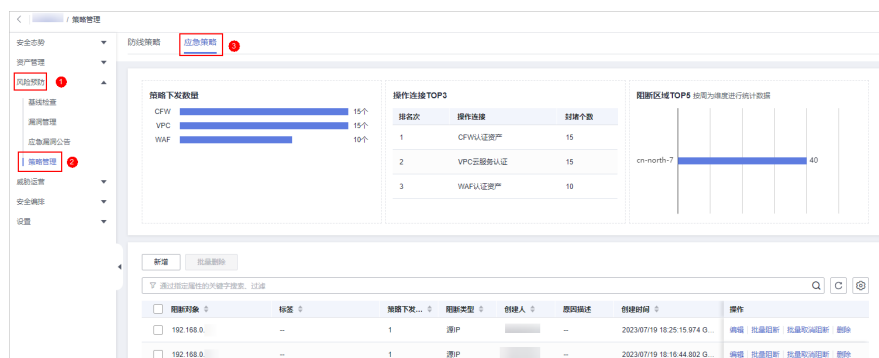 / 策略管理
安全态势
资产管理
风险预防
1
基线检查
漏洞管理
应急漏洞公告
策略管理
2
威胁运营
安全编排
设置
防线策略
应急策略
3
策略下发数量
CFW 15个
VPC 15个
WAF 10个
操作连接TOP3
排名次 操作连接 封堵个数
1 CFW认证资产 15
2 VPC云服务认证 15
3 WAF认证资产 10
阻断区域TOP5 按周为维度进行统计数据
cn-north-7 40
新增 批量删除
通过指定属性的关键字搜索、过滤
阻断对象 标签 策略下发... 阻断类型 创建人 原因描述 创建时间 操作
192.168.0. -- 1 源IP -- 2023/07/19 18:25:15.974 G... 编辑 批量阻断 批量取消阻断 删除
192.168.0. -- 1 源IP -- 2023/07/19 18:16:44.802 G... 编辑 批量阻断 批量取消阻断 删除